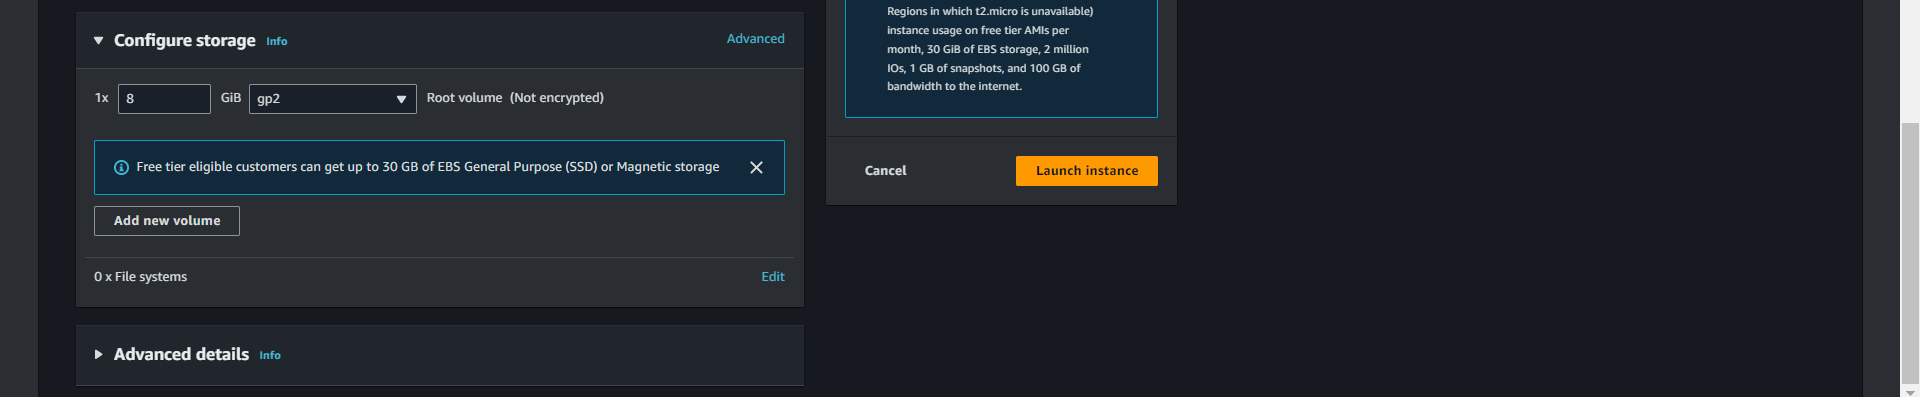 Configure storage Info
Advanced
1x 8 GiB gp2 Root volume (Not encrypted)
Free tier eligible customers can get up to 30 GB of EBS General Purpose (SSD) or Magnetic storage
Add new volume
0 x File systems
Edit
Advanced details Info
Regions in which t2.micro is unavailable)
instance usage on free tier AMIs per
month, 30 GiB of EBS storage, 2 million
IOs, 1 GB of snapshots, and 100 GB of
bandwidth to the internet.
Cancel
Launch instance